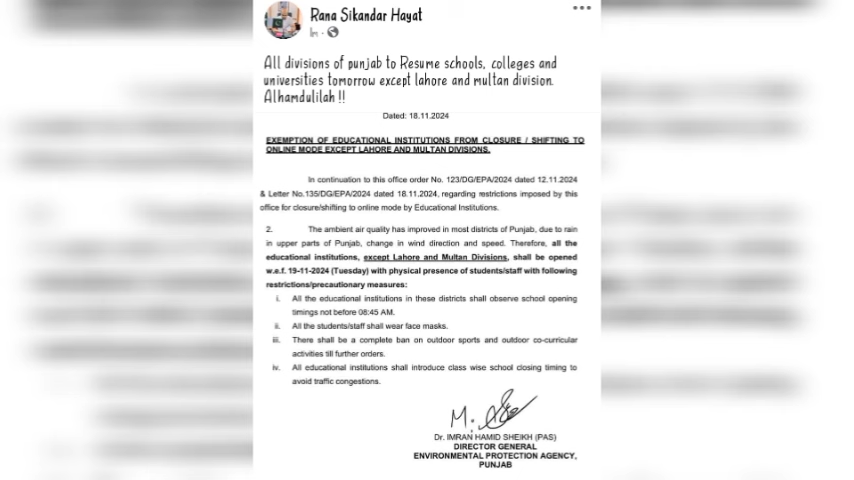 Rana Sikandar Hayat
1m ·
All divisions of punjab to Resume schools, colleges and
universities tomorrow except lahore and multan division.
Alhamdulilah !!
Dated: 18.11.2024
EXEMPTION OF EDUCATIONAL INSTITUTIONS FROM CLOSURE / SHIFTING TO
ONLINE MODE EXCEPT LAHORE AND MULTAN DIVISIONS.
In continuation to this office order No. 123/DG/EPA/2024 dated 12.11.2024
& Letter No.135/DG/EPA/2024 dated 18.11.2024, regarding restrictions imposed by this
office for closure/shifting to online mode by Educational Institutions.
2. The ambient air quality has improved in most districts of Punjab, due to rain
in upper parts of Punjab, change in wind direction and speed. Therefore, all the
educational institutions, except Lahore and Multan Divisions, shall be opened
w.e.f. 19-11-2024 (Tuesday) with physical presence of students/staff with following
restrictions/precautionary measures:
i. All the educational institutions in these districts shall observe school opening
timings not before 08:45 AM.
ii. All the students/staff shall wear face masks.
iii. There shall be a complete ban on outdoor sports and outdoor co-curricular
activities till further orders.
iv. All educational institutions shall introduce class wise school closing timing to
avoid traffic congestions.
Dr. IMRAN HAMID SHEIKH (PAS)
DIRECTOR GENERAL
ENVIRONMENTAL PROTECTION AGENCY,
PUNJAB